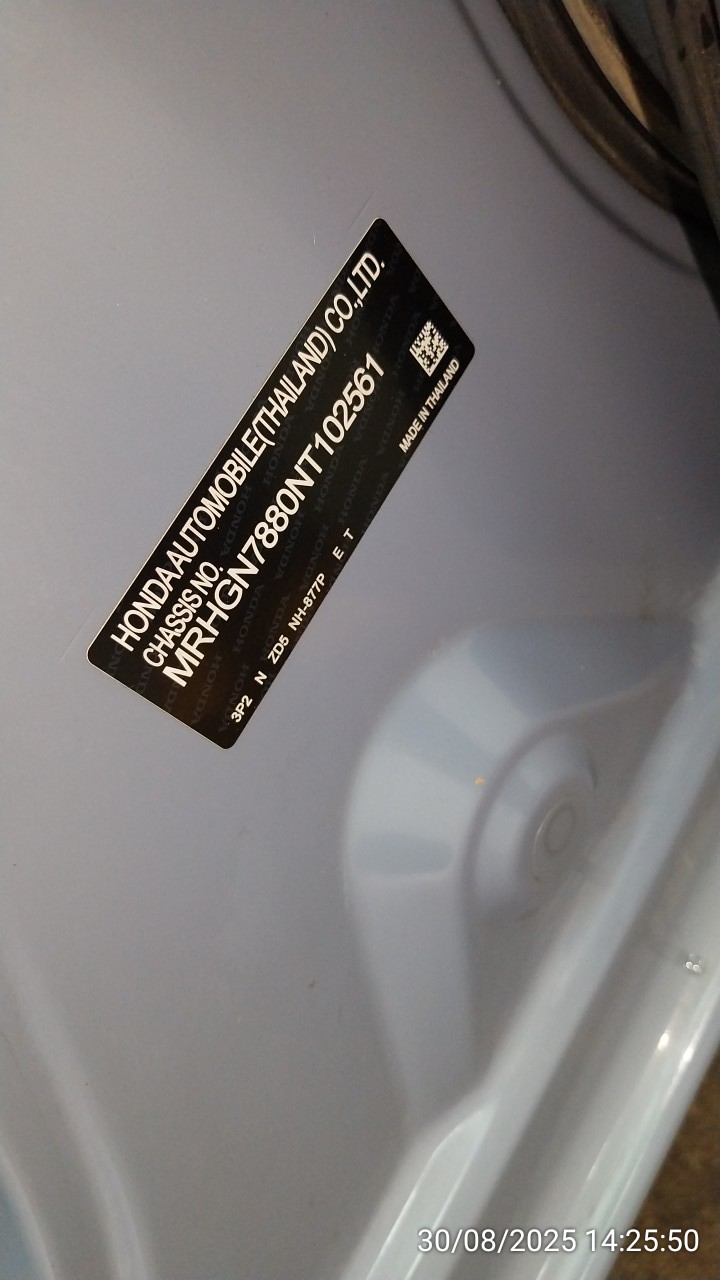 HONDA AUTOMOBILE(THAILAND) CO.,LTD.
CHASSIS NO.
MRHGN7880NT102561
3P2 N ZD5 NH-877P E T
MADE IN THAILAND
30/08/2025 14:25:50